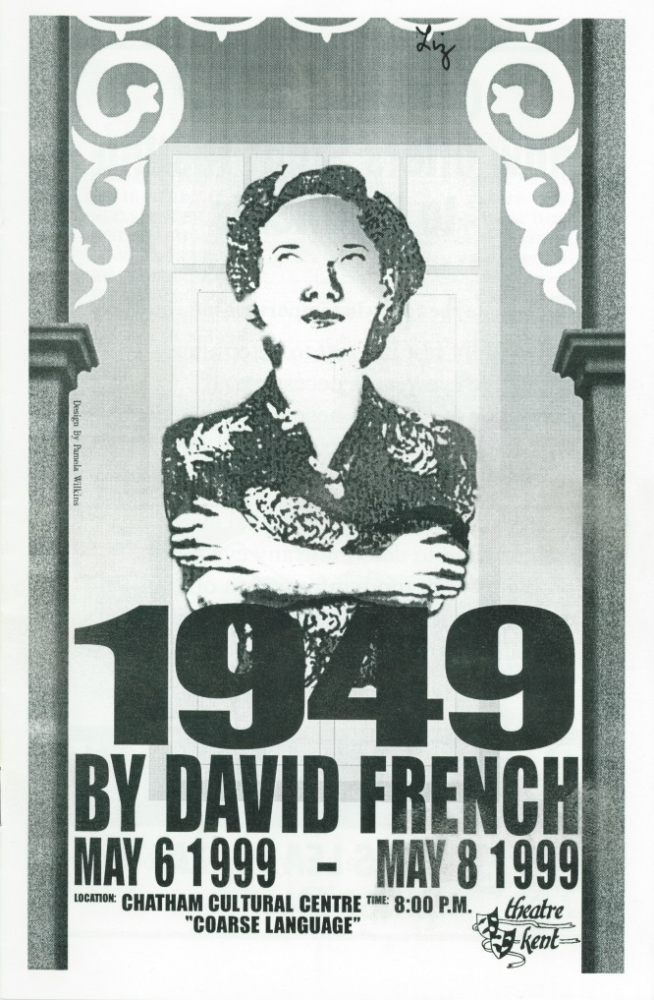 Liz
Design By Pamela Wilkins
1949
BY DAVID FRENCH
MAY 6 1999 - MAY 8 1999
LOCATION: CHATHAM CULTURAL CENTRE TIME: 8:00 P.M.
"COARSE LANGUAGE"
theatre
kent